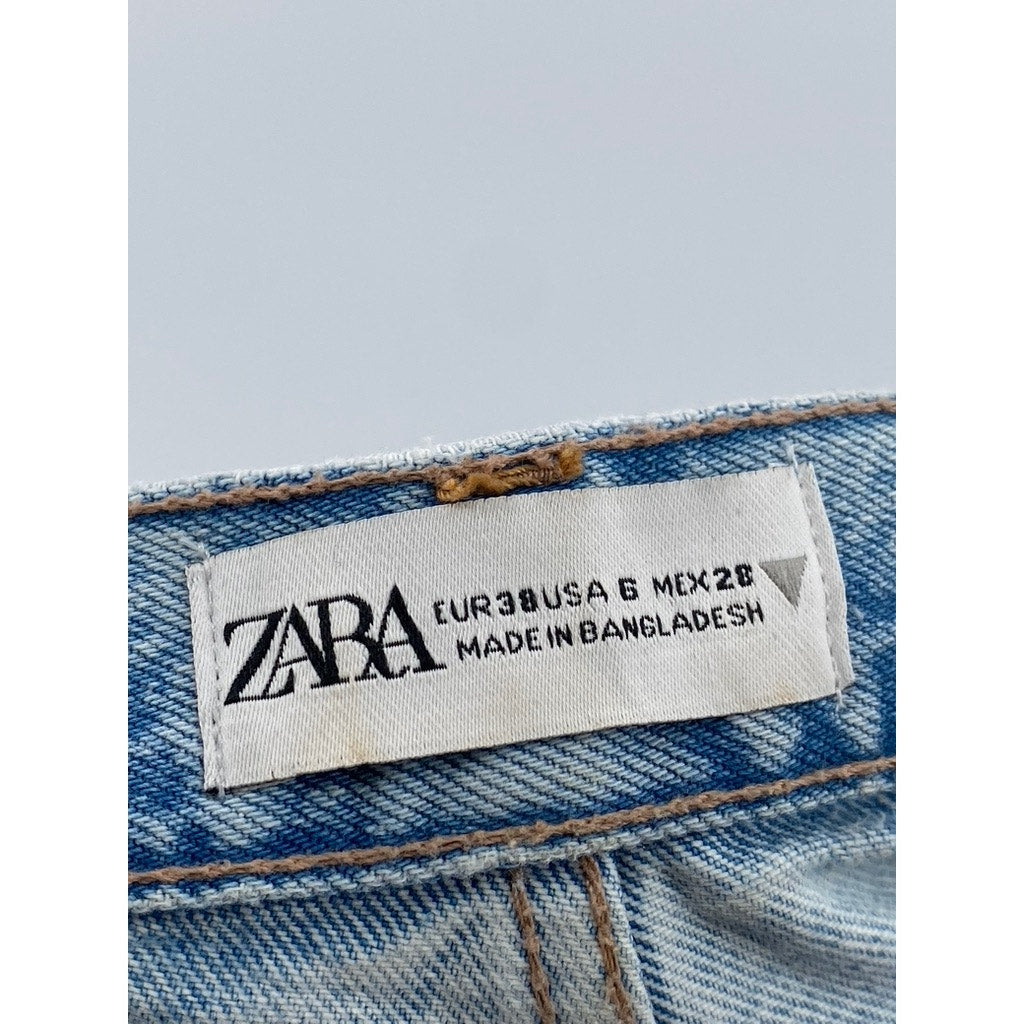 ZARA
EUR 38 USA 6 MEX 28
MADE IN BANGLADESH